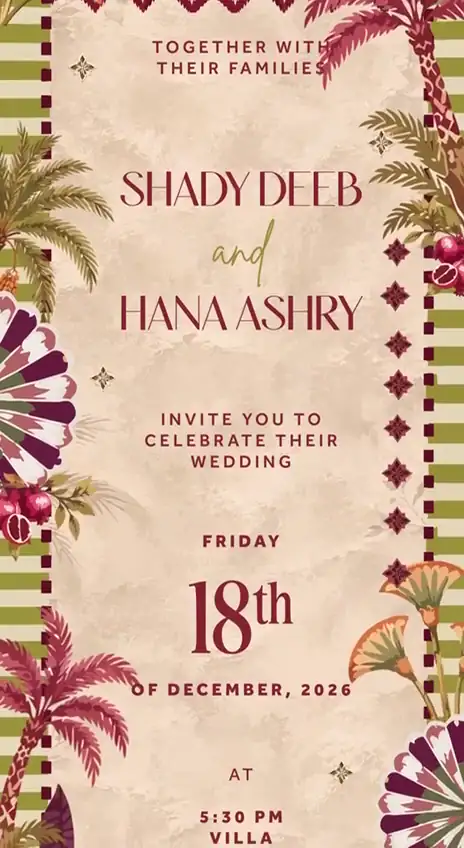 TOGETHER WITH
THEIR FAMILIES
SHADY DEEB
and
HANA ASHRY
INVITE YOU TO
CELEBRATE THEIR
WEDDING
FRIDAY
18th
OF DECEMBER, 2026
AT
5:30 PM
VILLA